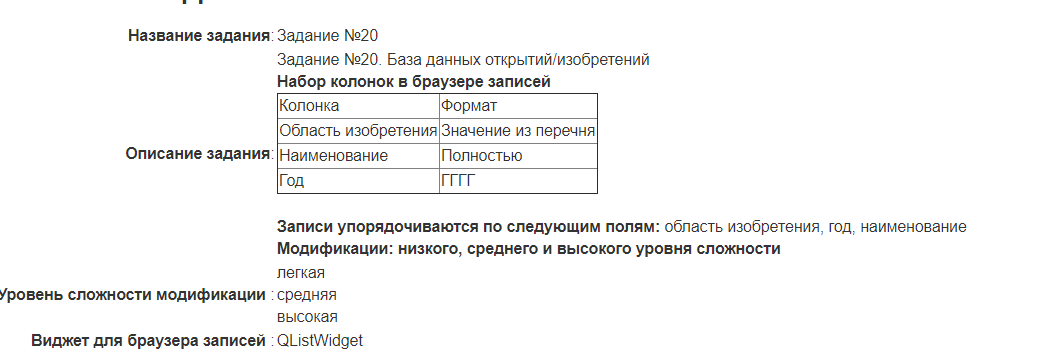 Название задания: Задание №20
Задание №20. База данных открытий/изобретений
Набор колонок в браузере записей
Колонка Формат
Область изобретения Значение из перечня
Описание задания: Наименование Полностью
Год ГГГГ
Записи упорядочиваются по следующим полям: область изобретения, год, наименование
Модификации: низкого, среднего и высокого уровня сложности
легкая
Уровень сложности модификации : средняя
высокая
Виджет для браузера записей : QListWidget